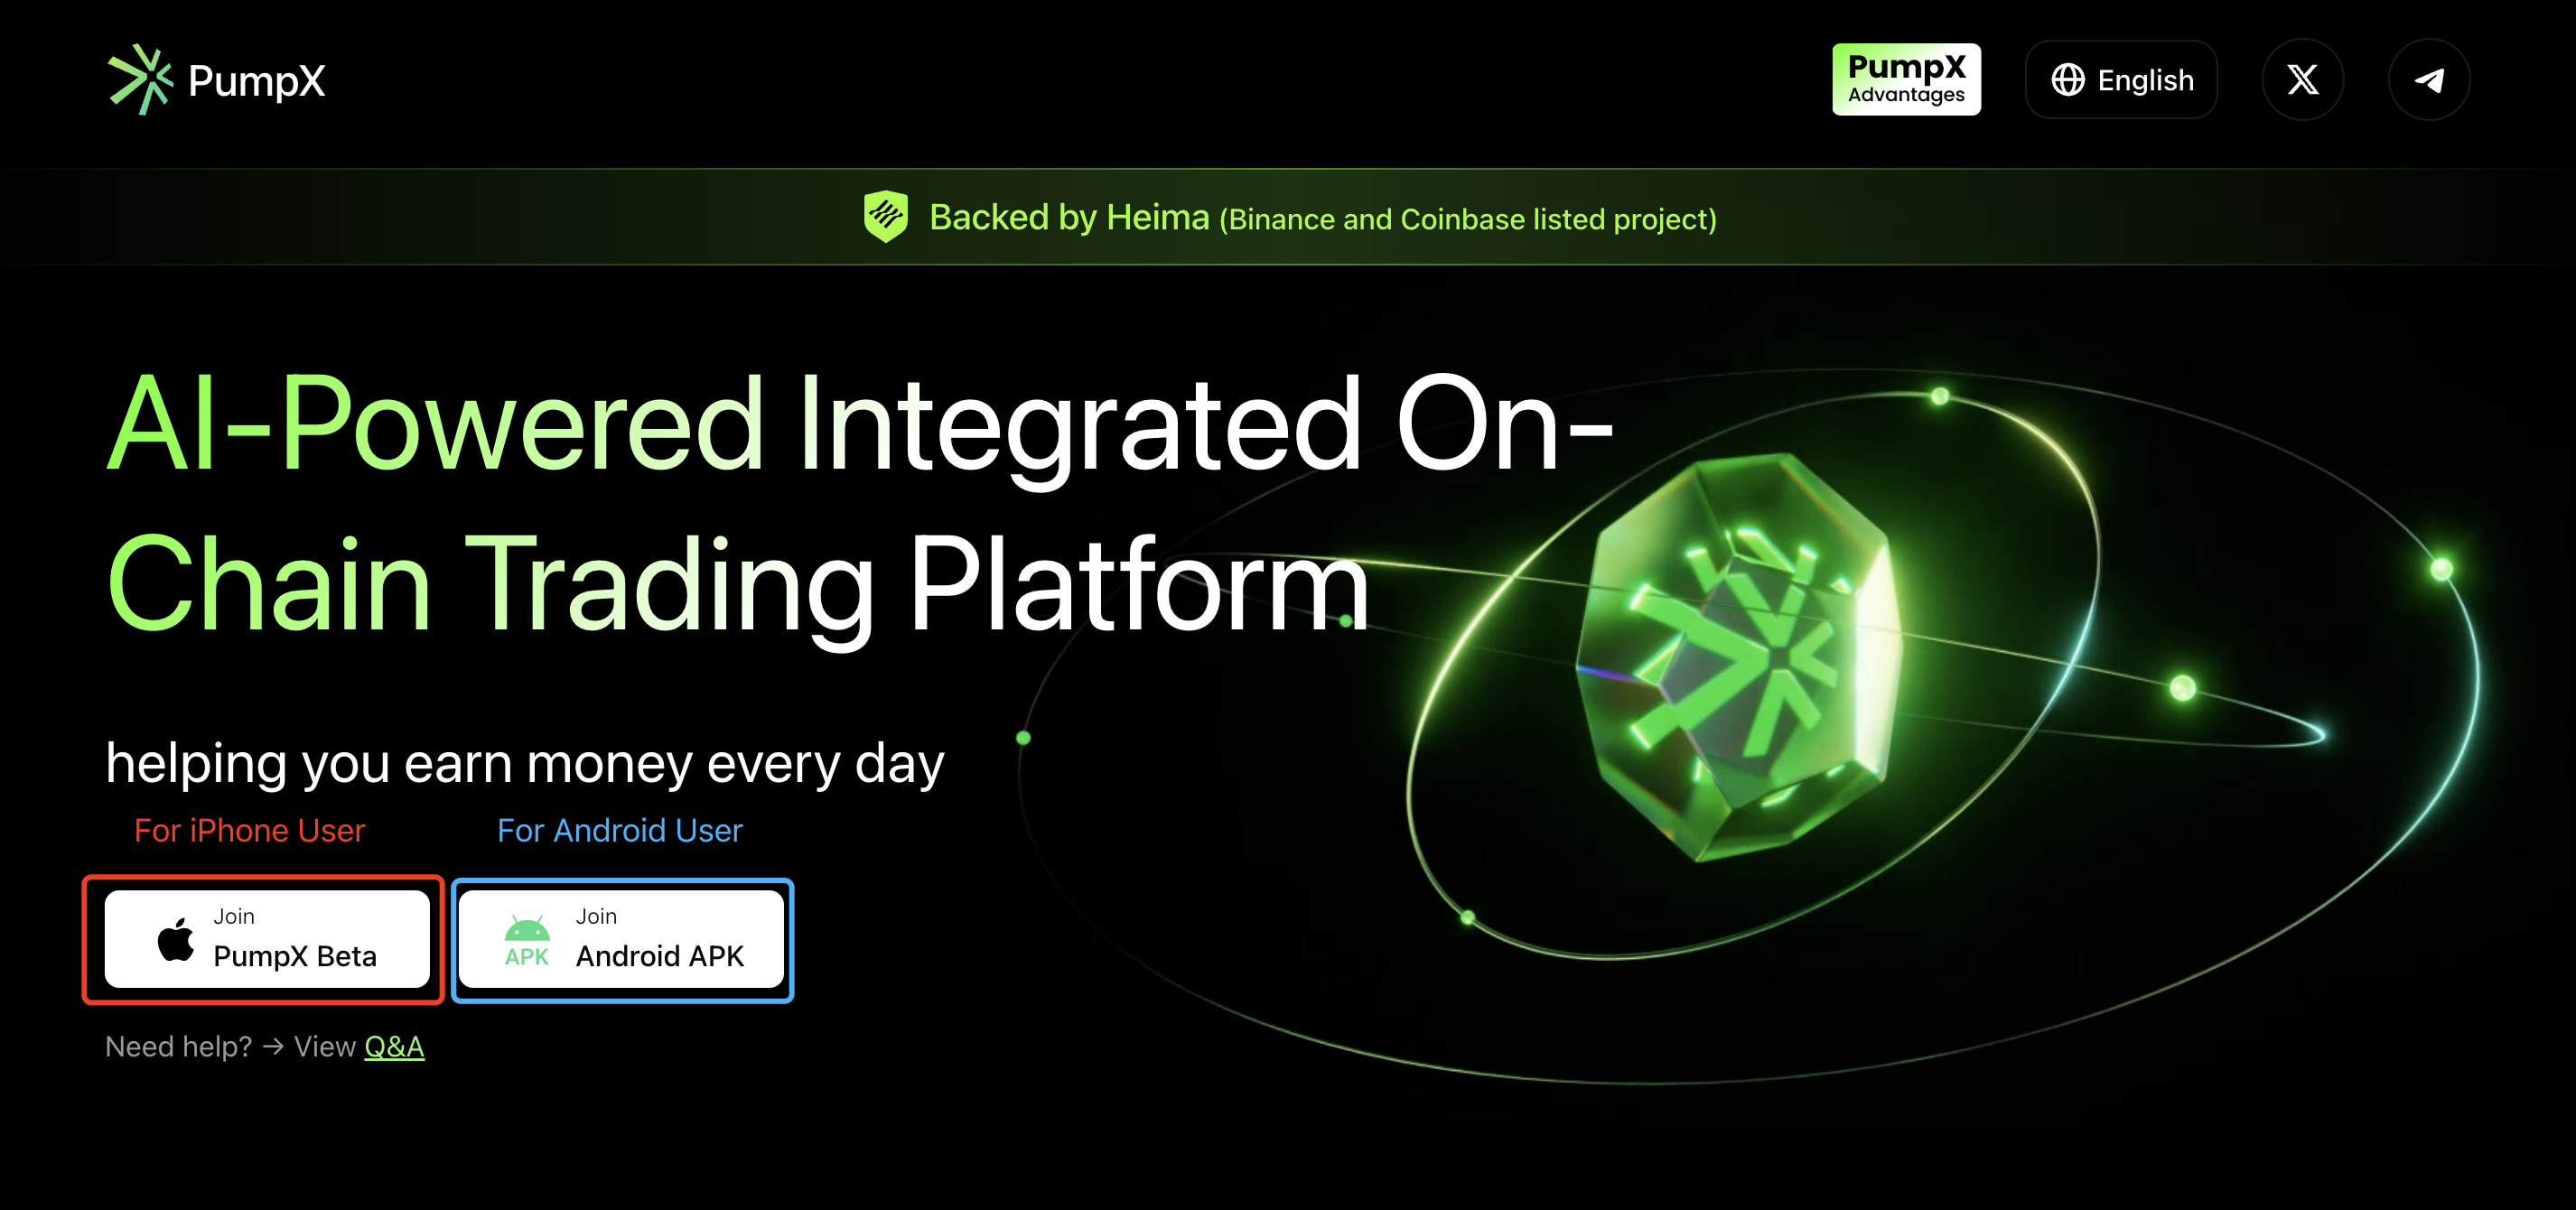 PumpX
PumpX
Advantages
English
Backed by Heima (Binance and Coinbase listed project)
AI-Powered Integrated On-
Chain Trading Platform
helping you earn money every day
For iPhone User
For Android User
Join
PumpX Beta
APK
Join
Android APK
Need help? → View Q&A